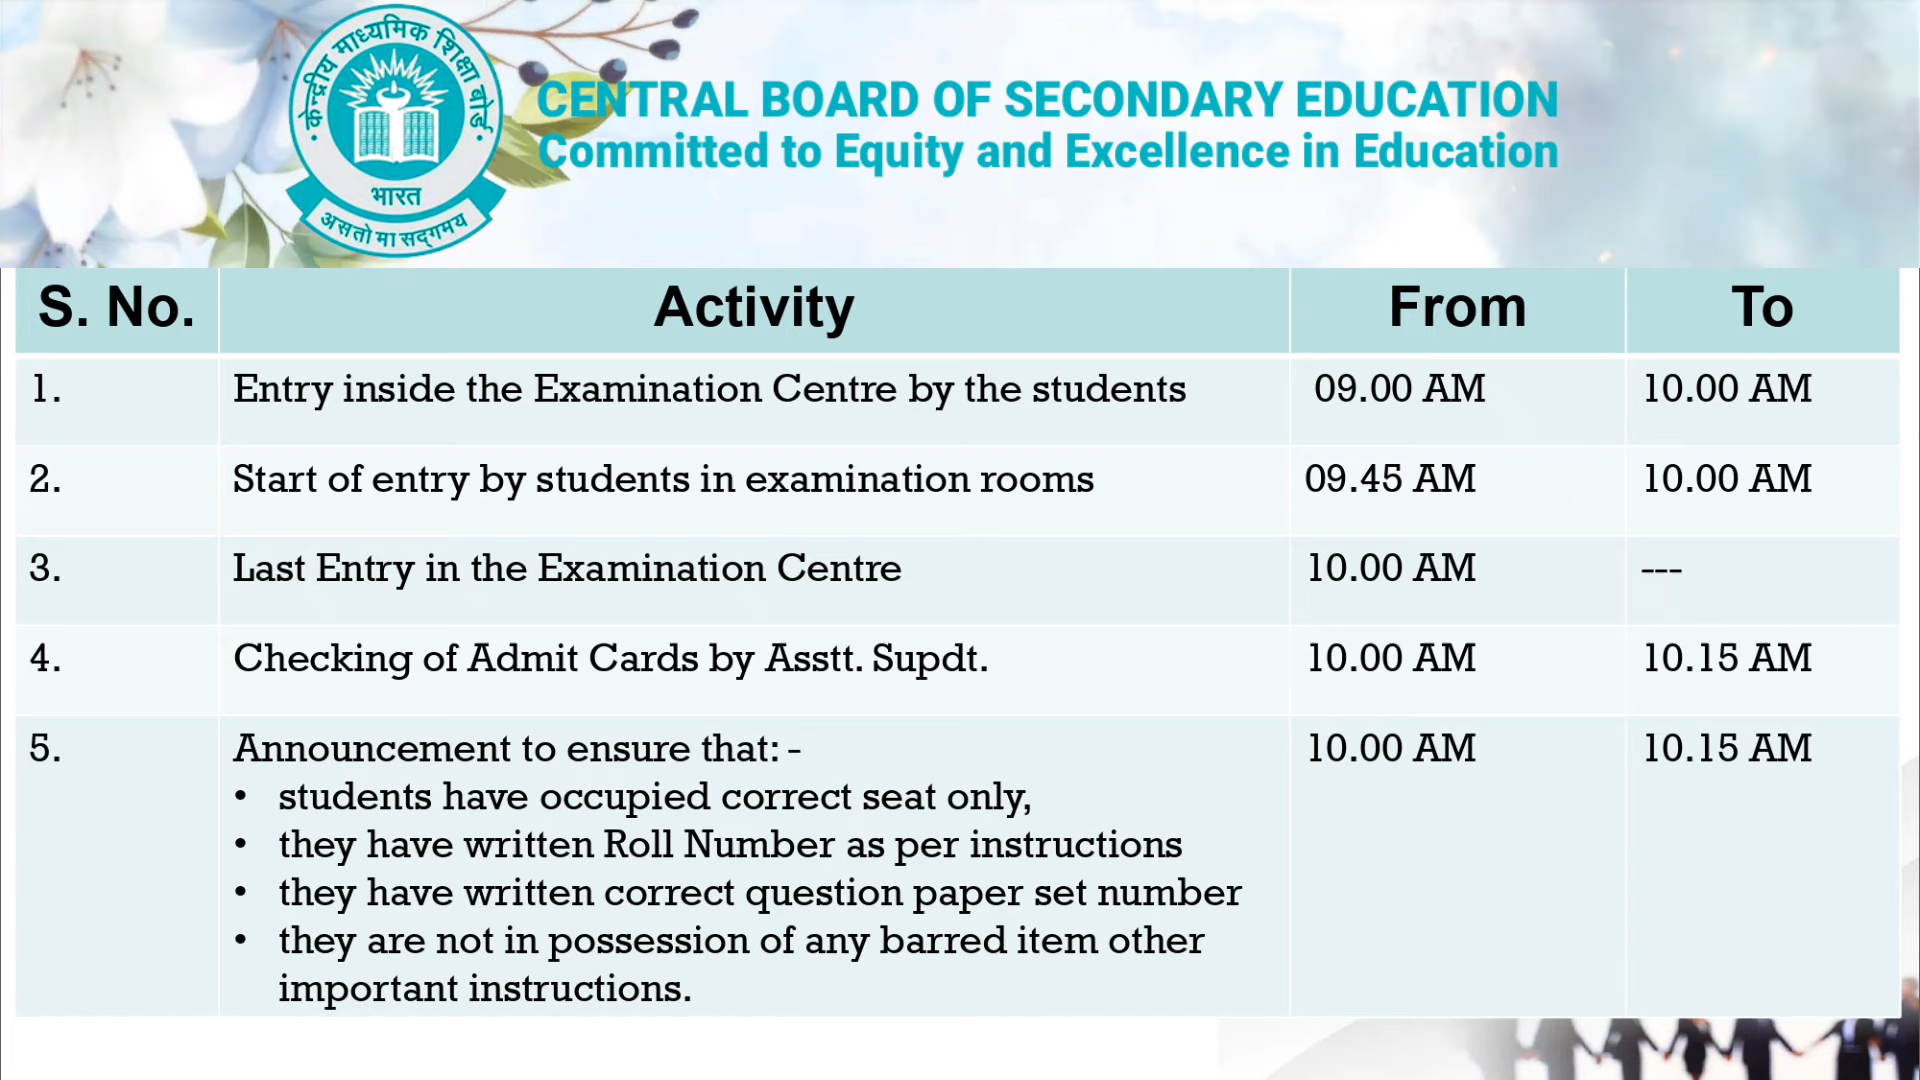 केन्द्रीय माध्यमिक शिक्षा बोर्ड
भारत
असतो मा सद्गमय
CENTRAL BOARD OF SECONDARY EDUCATION
Committed to Equity and Excellence in Education
S. No. Activity From To
1. Entry inside the Examination Centre by the students 09.00 AM 10.00 AM
2. Start of entry by students in examination rooms 09.45 AM 10.00 AM
3. Last Entry in the Examination Centre 10.00 AM ---
4. Checking of Admit Cards by Asstt. Supdt. 10.00 AM 10.15 AM
5. Announcement to ensure that: - 10.00 AM 10.15 AM
• students have occupied correct seat only,
• they have written Roll Number as per instructions
• they have written correct question paper set number
• they are not in possession of any barred item other
important instructions.